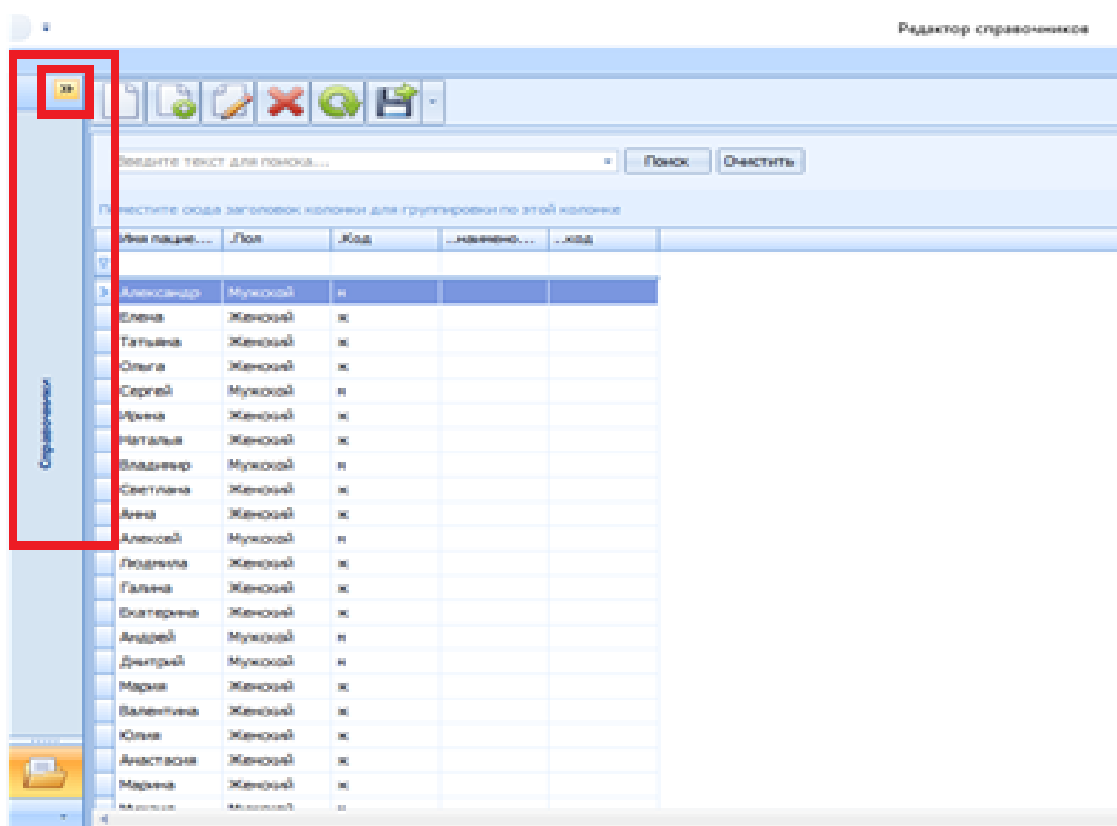 Редактор справочников
Введите текст для поиска... Поиск Очистить
Поместите сюда заголовок колонки для группировки по этой колонке
Имя пацие... .Пол .Код ...наимено... ...код
Александр Мужской м
Елена Женский ж
Татьяна Женский ж
Ольга Женский ж
Сергей Мужской м
Ирина Женский ж
Наталья Женский ж
Владимир Мужской м
Светлана Женский ж
Анна Женский ж
Алексей Мужской м
Людмила Женский ж
Галина Женский ж
Екатерина Женский ж
Андрей Мужской м
Дмитрий Мужской м
Мария Женский ж
Валентина Женский ж
Юлия Женский ж
Анастасия Женский ж
Марина Женский ж
Справочники